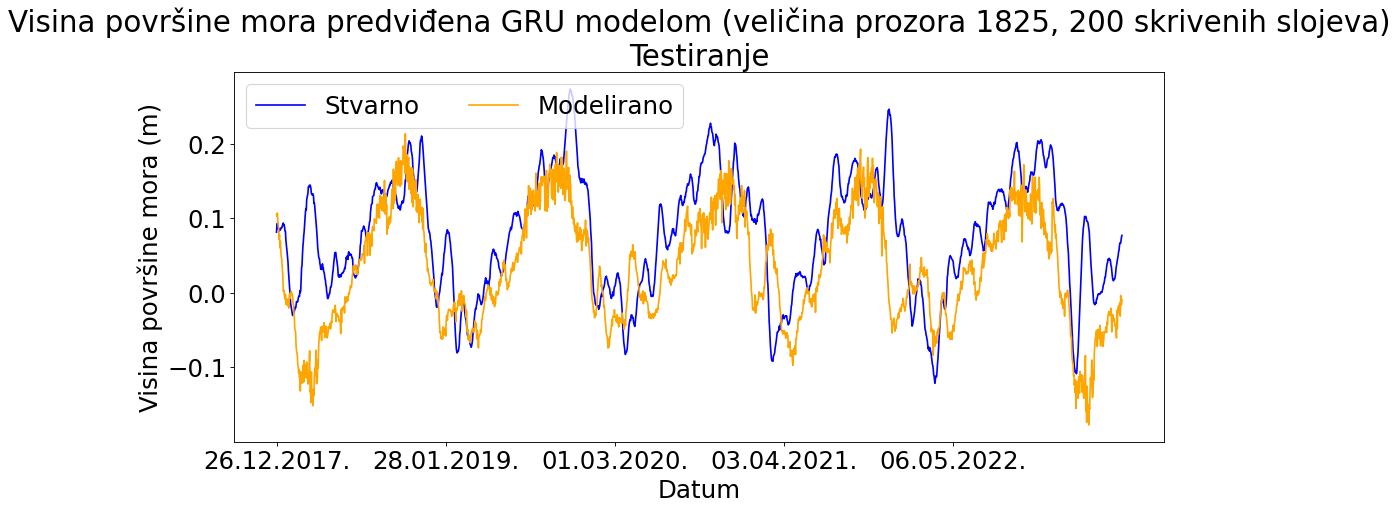 Visina površine mora predviđena GRU modelom (veličina prozora 1825, 200 skrivenih slojeva)
Testiranje
Stvarno
Modelirano
Visina površine mora (m)
0.2
0.1
0.0
−0.1
26.12.2017.
28.01.2019.
01.03.2020.
03.04.2021.
06.05.2022.
Datum